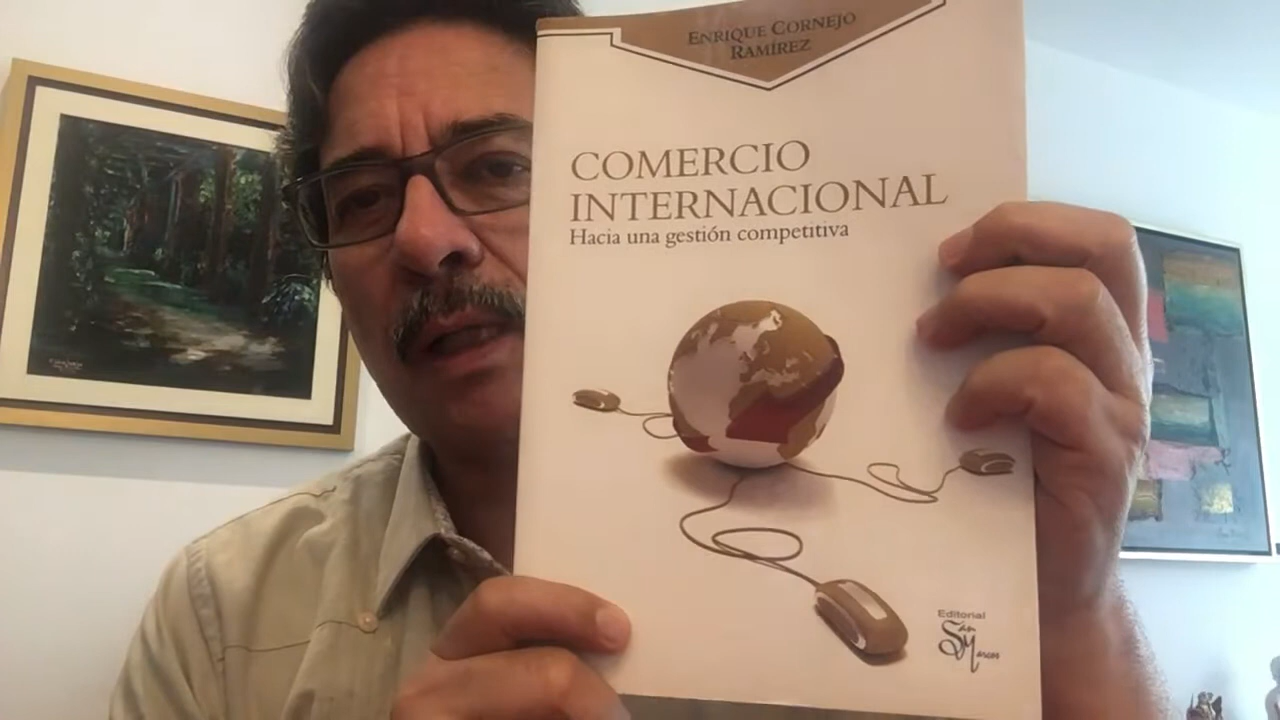 ENRIQUE CORNEJO
RAMÍREZ
COMERCIO
INTERNACIONAL
Hacia una gestión competitiva
Editorial
San
Marcos